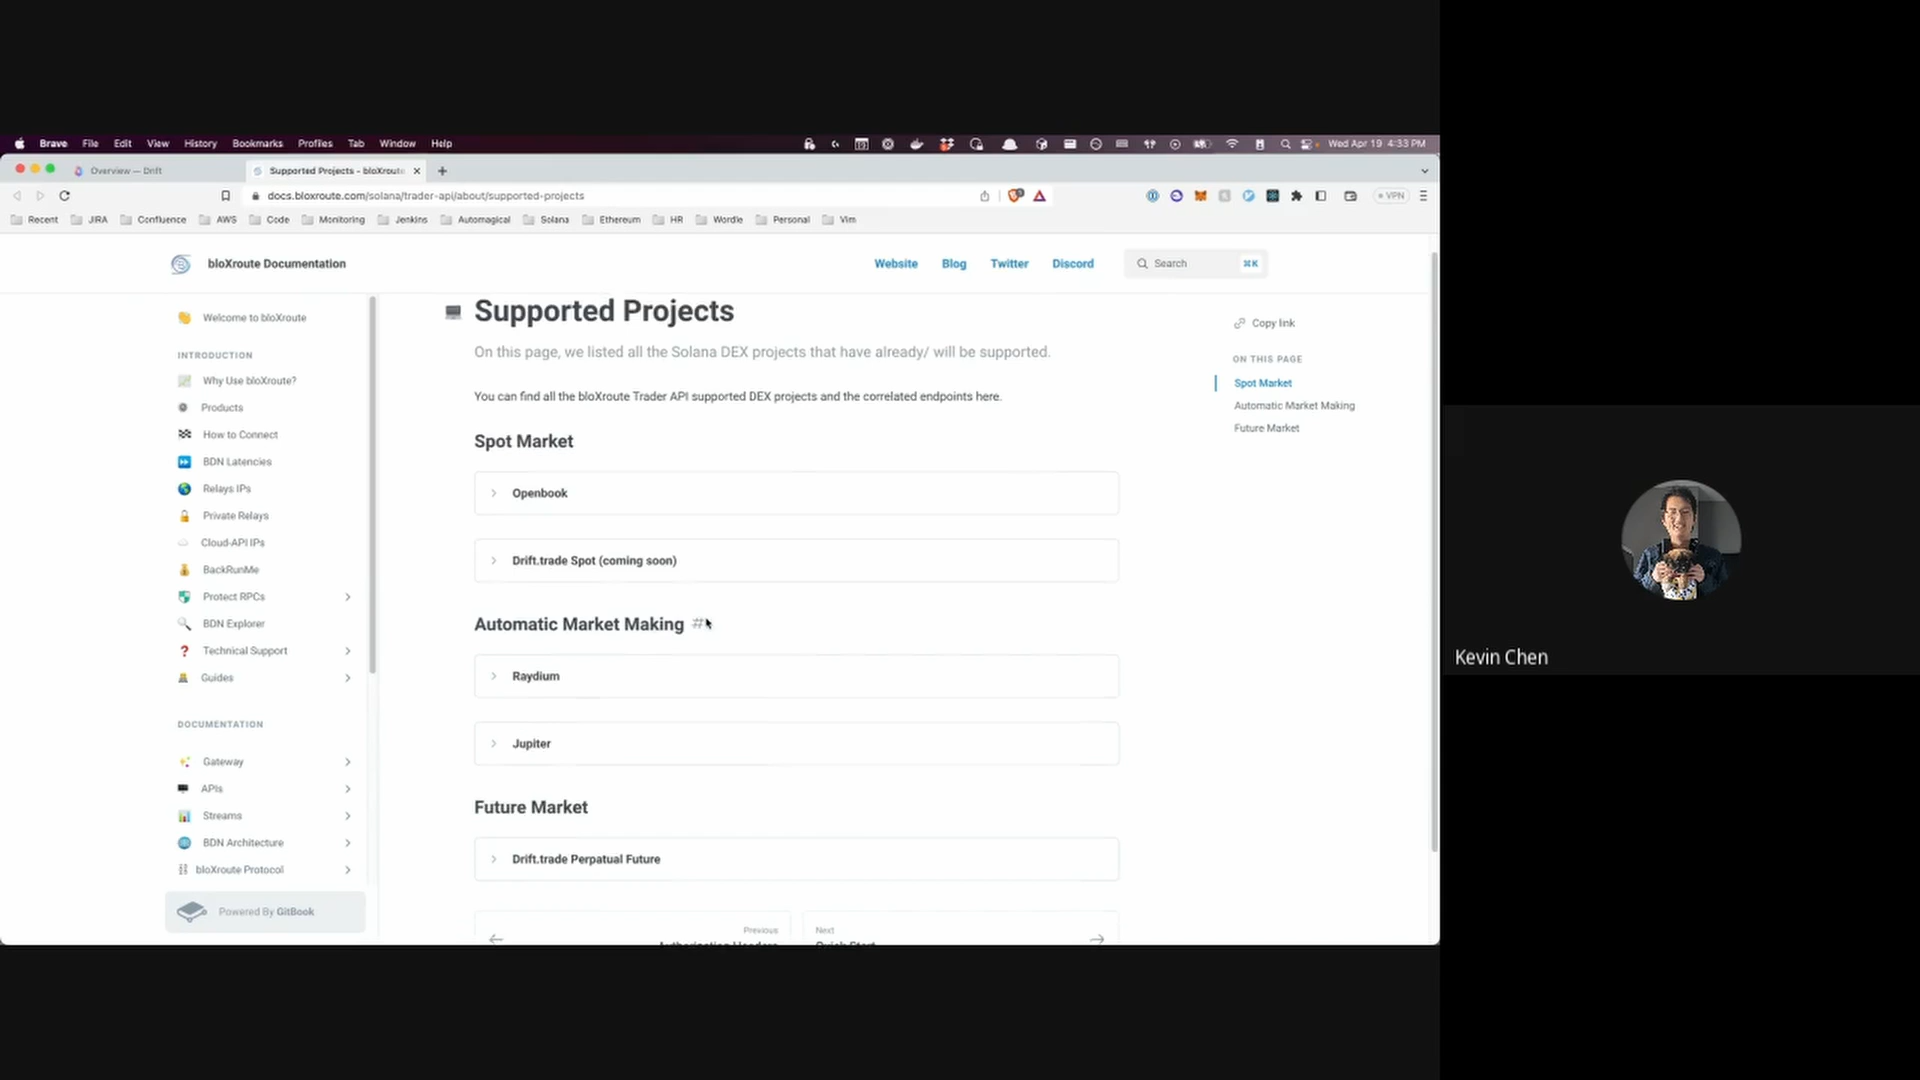 Brave File Edit View History Bookmarks Profiles Tab Window Help
Wed Apr 19 4:33 PM
Overview — Drift
Supported Projects - bloXroute
docs.bloxroute.com/solana/trader-api/about/supported-projects
VPN
Recent JIRA Confluence AWS Code Monitoring Jenkins Automagical Solana Ethereum HR Wordle Personal Vim
bloXroute Documentation
Website Blog Twitter Discord
Search ⌘K
Welcome to bloXroute
INTRODUCTION
Why Use bloXroute?
Products
How to Connect
BDN Latencies
Relays IPs
Private Relays
Cloud-API IPs
BackRunMe
Protect RPCs
BDN Explorer
Technical Support
Guides
DOCUMENTATION
Gateway
APIs
Streams
BDN Architecture
bloXroute Protocol
Powered By GitBook
Supported Projects
On this page, we listed all the Solana DEX projects that have already/ will be supported.
You can find all the bloXroute Trader API supported DEX projects and the correlated endpoints here.
Spot Market
Openbook
Drift.trade Spot (coming soon)
Automatic Market Making #
Raydium
Jupiter
Future Market
Drift.trade Perpatual Future
Previous
Authorization Headers
Next
Quick Start
Copy link
ON THIS PAGE
Spot Market
Automatic Market Making
Future Market
Kevin Chen